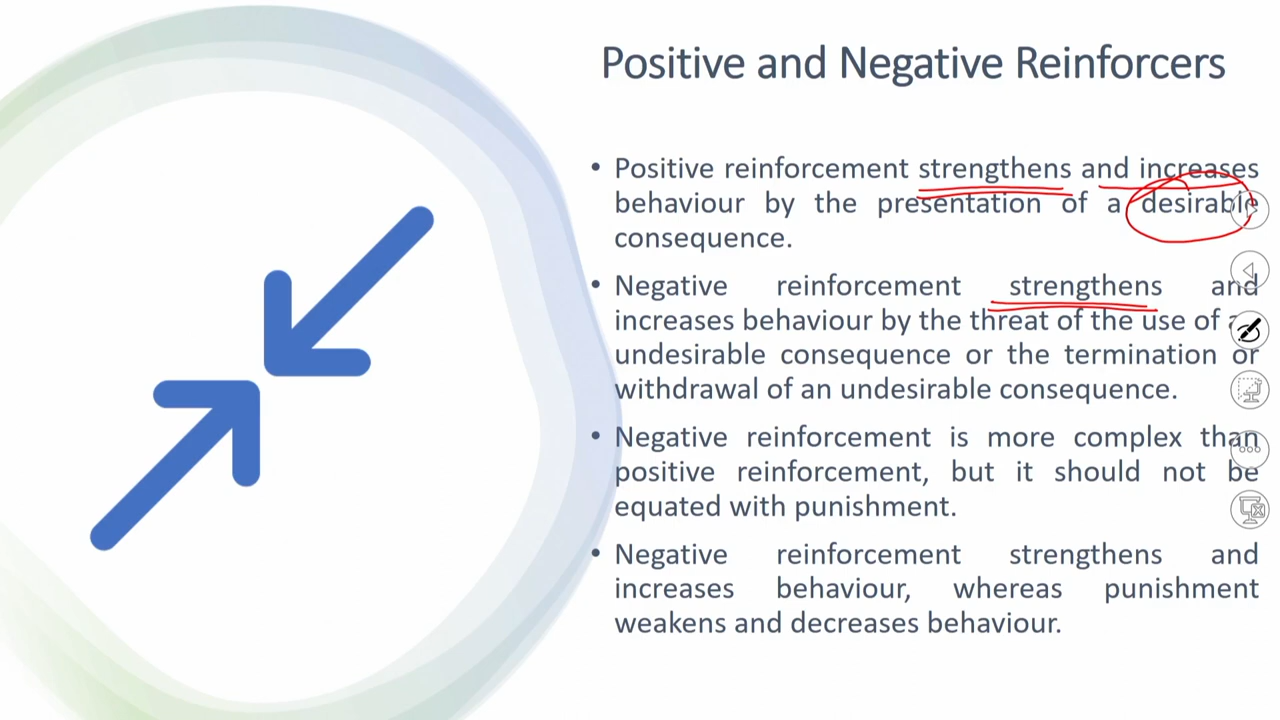 Positive and Negative Reinforcers
• Positive reinforcement strengthens and increases
behaviour by the presentation of a desirable
consequence.
• Negative reinforcement strengthens and
increases behaviour by the threat of the use of
undesirable consequence or the termination or
withdrawal of an undesirable consequence.
• Negative reinforcement is more complex than
positive reinforcement, but it should not be
equated with punishment.
• Negative reinforcement strengthens and
increases behaviour, whereas punishment
weakens and decreases behaviour.